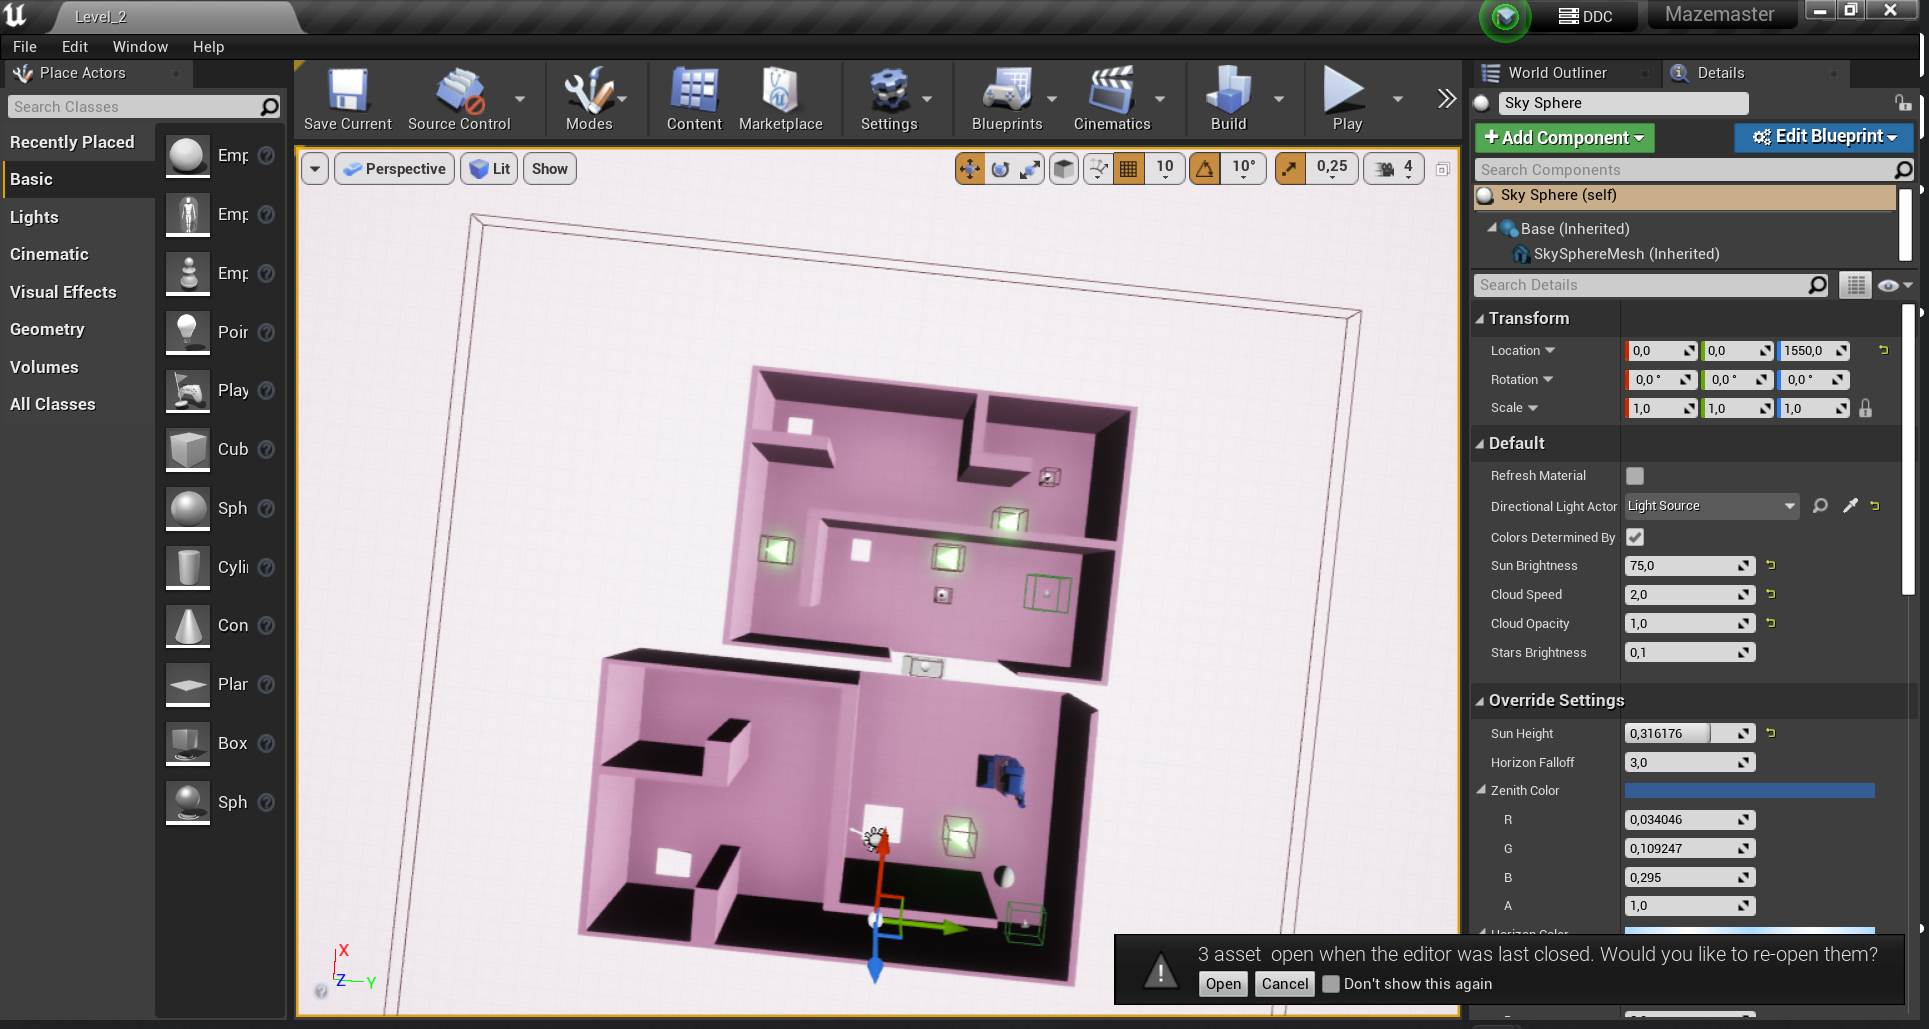 Level_2
DDC
Mazemaster
File Edit Window Help
Place Actors
Search Classes
Recently Placed
Basic
Lights
Cinematic
Visual Effects
Geometry
Volumes
All Classes
Emp
Emp
Emp
Poir
Play
Cub
Sph
Cyli
Con
Plar
Box
Sph
Save Current
Source Control
Modes
Content
Marketplace
Settings
Blueprints
Cinematics
Build
Play
Perspective
Lit
Show
10
10°
0,25
4
X
Z
Y
World Outliner
Details
Sky Sphere
Add Component
Edit Blueprint
Search Components
Sky Sphere (self)
Base (Inherited)
SkySphereMesh (Inherited)
Search Details
Transform
Location 0,0 0,0 1550,0
Rotation 0,0 ° 0,0 ° 0,0 °
Scale 1,0 1,0 1,0
Default
Refresh Material
Directional Light Actor Light Source
Colors Determined By
Sun Brightness 75,0
Cloud Speed 2,0
Cloud Opacity 1,0
Stars Brightness 0,1
Override Settings
Sun Height 0,316176
Horizon Falloff 3,0
Zenith Color
R 0,034046
G 0,109247
B 0,295
A 1,0
Horizon Color
3 asset open when the editor was last closed. Would you like to re-open them?
Open Cancel Don't show this again